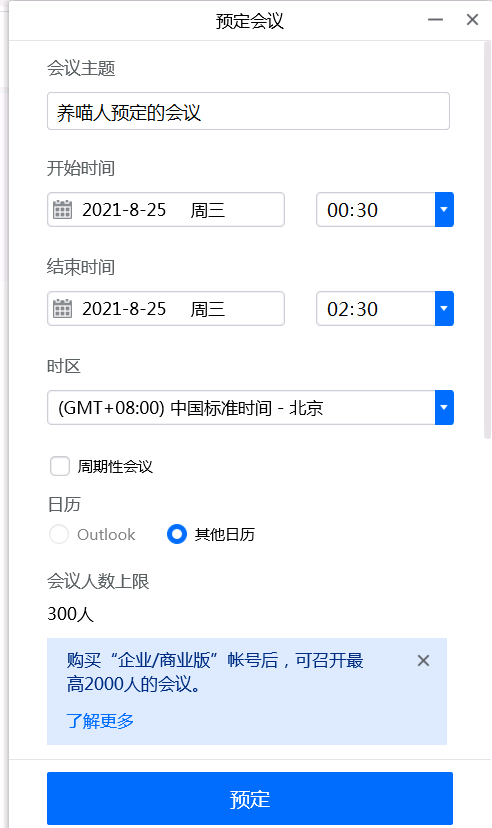 预定会议
会议主题
养喵人预定的会议
开始时间
2021-8-25 周三 00:30
结束时间
2021-8-25 周三 02:30
时区
(GMT+08:00) 中国标准时间 - 北京
周期性会议
日历
Outlook 其他日历
会议人数上限
300人
购买“企业/商业版”帐号后，可召开最
高2000人的会议。
了解更多
预定